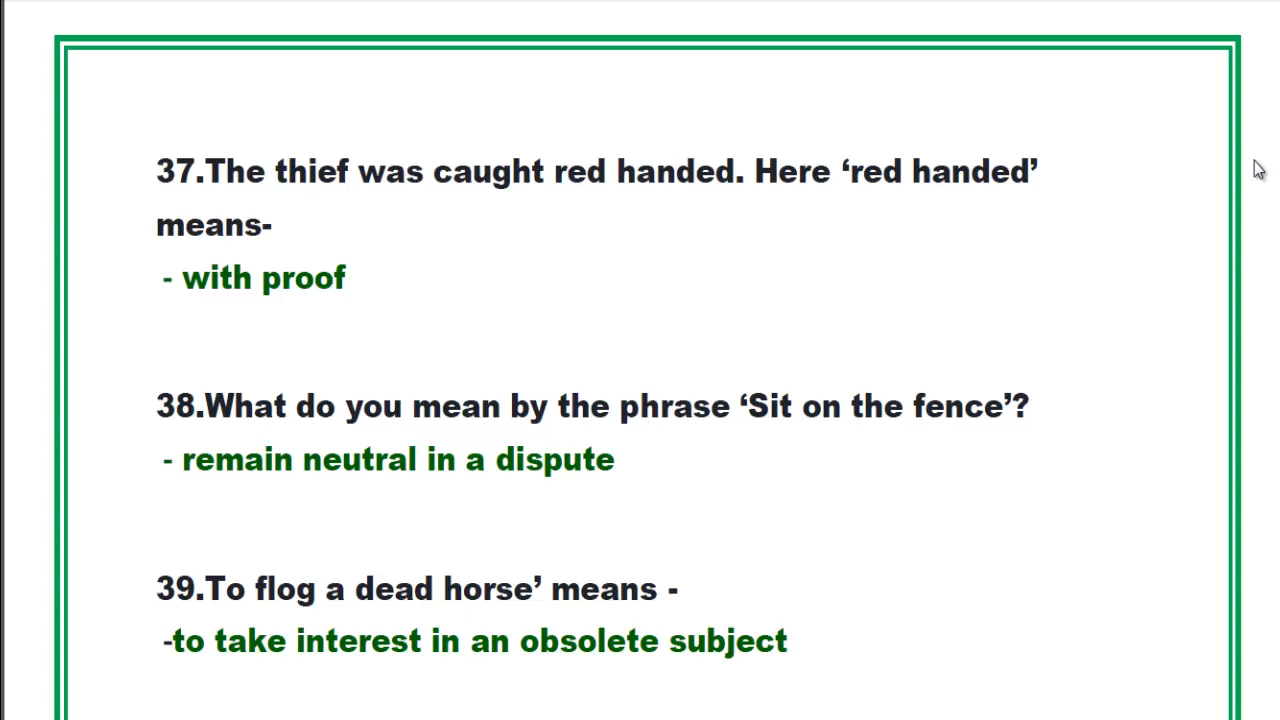 37.The thief was caught red handed. Here ‘red handed’
means-
- with proof
38.What do you mean by the phrase ‘Sit on the fence’?
- remain neutral in a dispute
39.To flog a dead horse’ means -
-to take interest in an obsolete subject